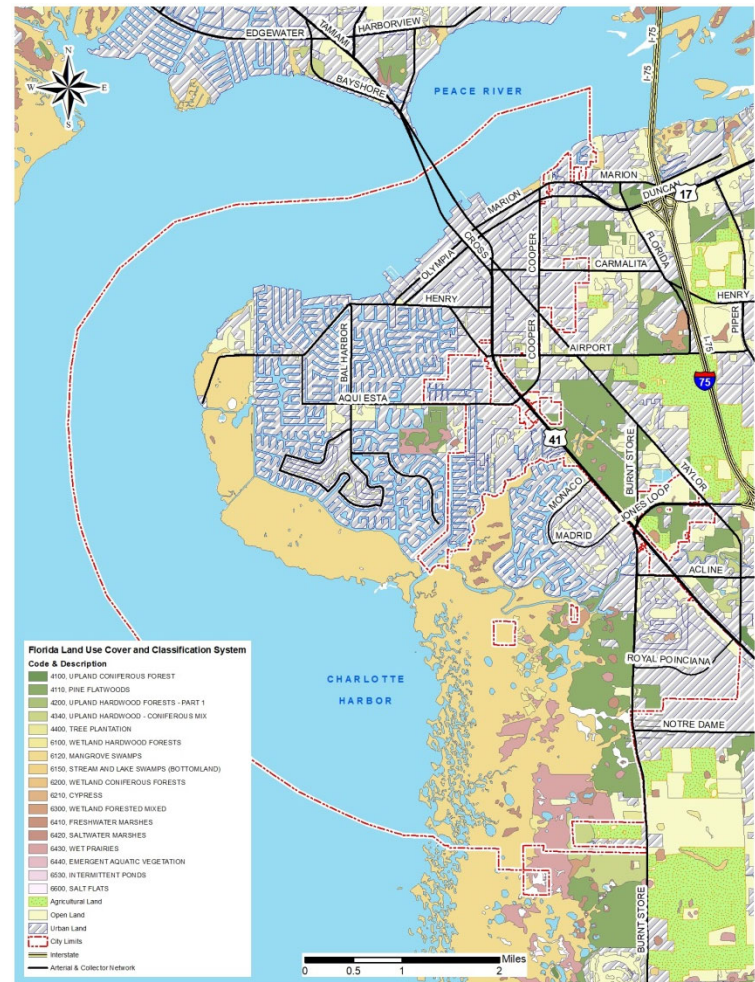 HARBORVIEW
EDGEWATER
TAMIAMI
BAYSHORE
I-75
I-75
N
W
E
S
PEACE RIVER
MARION
DUNCAN
17
MARION
OLYMPIA
CROSS
COOPER
FLORIDA
CARMALITA
HENRY
HENRY
PIPER
BAL HARBOR
COOPER
AIRPORT
I-75
75
AQUI ESTA
41
BURNT STORE
TAYLOR
MONACO
JONES LOOP
MADRID
ACLINE
ROYAL POINCIANA
CHARLOTTE
HARBOR
NOTRE DAME
BURNT STORE
Florida Land Use Cover and Classification System
Code & Description
4100, UPLAND CONIFEROUS FOREST
4110, PINE FLATWOODS
4200, UPLAND HARDWOOD FORESTS - PART 1
4340, UPLAND HARDWOOD - CONIFEROUS MIX
4400, TREE PLANTATION
6100, WETLAND HARDWOOD FORESTS
6120, MANGROVE SWAMPS
6150, STREAM AND LAKE SWAMPS (BOTTOMLAND)
6200, WETLAND CONIFEROUS FORESTS
6210, CYPRESS
6300, WETLAND FORESTED MIXED
6410, FRESHWATER MARSHES
6420, SALTWATER MARSHES
6430, WET PRAIRIES
6440, EMERGENT AQUATIC VEGETATION
6530, INTERMITTENT PONDS
6600, SALT FLATS
Agricultural Land
Open Land
Urban Land
City Limits
Interstate
Arterial & Collector Network
Miles
0 0.5 1 2